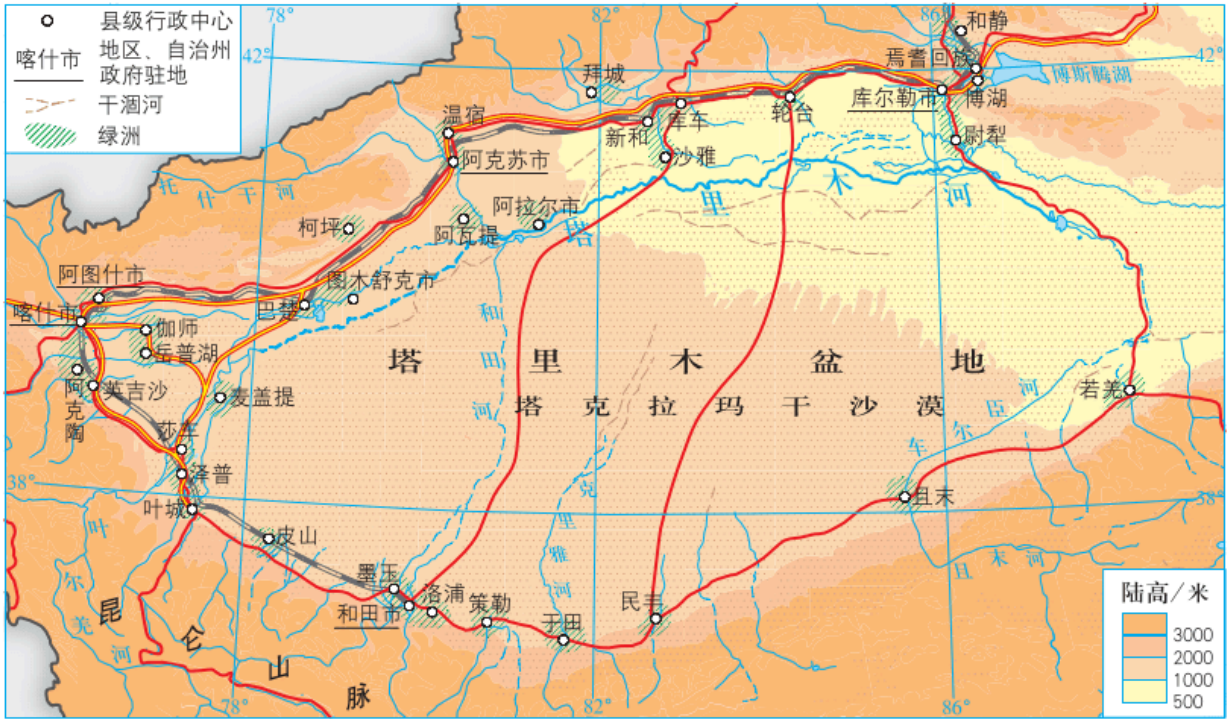 县级行政中心
喀什市
地区、自治州
政府驻地
干涸河
绿洲
78°
82°
86°
42°
42°
和静
焉耆回族
博斯腾湖
博湖
库尔勒市
尉犁
拜城
轮台
库车
新和
沙雅
温宿
阿克苏市
托什干河
柯坪
阿瓦提
阿拉尔市
塔里木河
阿图什市
喀什市
图木舒克市
巴楚
伽师
岳普湖
阿克陶
英吉沙
麦盖提
莎车
泽普
叶城
和田河
塔里木盆地
塔克拉玛干沙漠
若羌
车尔臣河
且末
38°
38°
叶尔羌河
皮山
墨玉
和田市
洛浦
策勒
于田
民丰
克里雅河
且末河
昆仑山脉
78°
82°
86°
陆高/米
3000
2000
1000
500